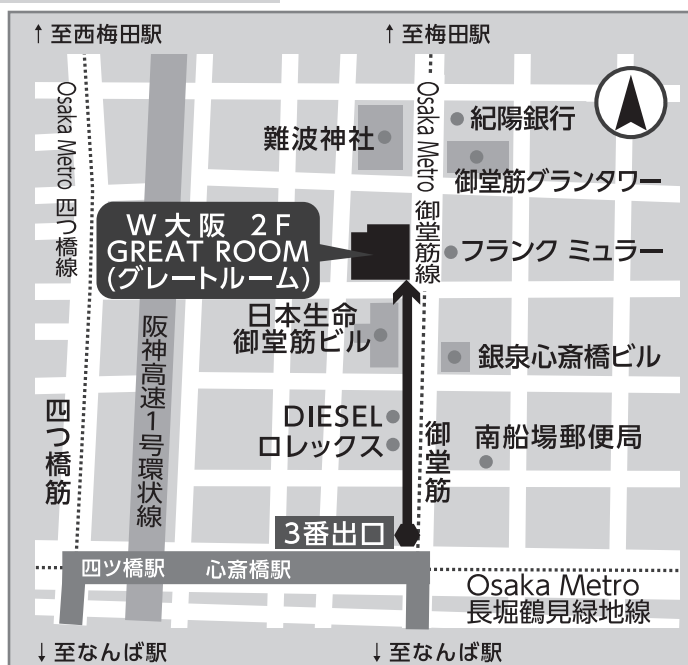 ↑ 至西梅田駅
↑ 至梅田駅
Osaka Metro 四つ橋線
Osaka Metro 御堂筋線
紀陽銀行
難波神社
御堂筋グランタワー
W大阪 2F
GREAT ROOM
(グレートルーム)
フランク ミュラー
阪神高速1号環状線
日本生命
御堂筋ビル
銀泉心斎橋ビル
四つ橋筋
DIESEL
ロレックス
御堂筋
南船場郵便局
3番出口
四ツ橋駅
心斎橋駅
Osaka Metro
長堀鶴見緑地線
↓ 至なんば駅
↓ 至なんば駅